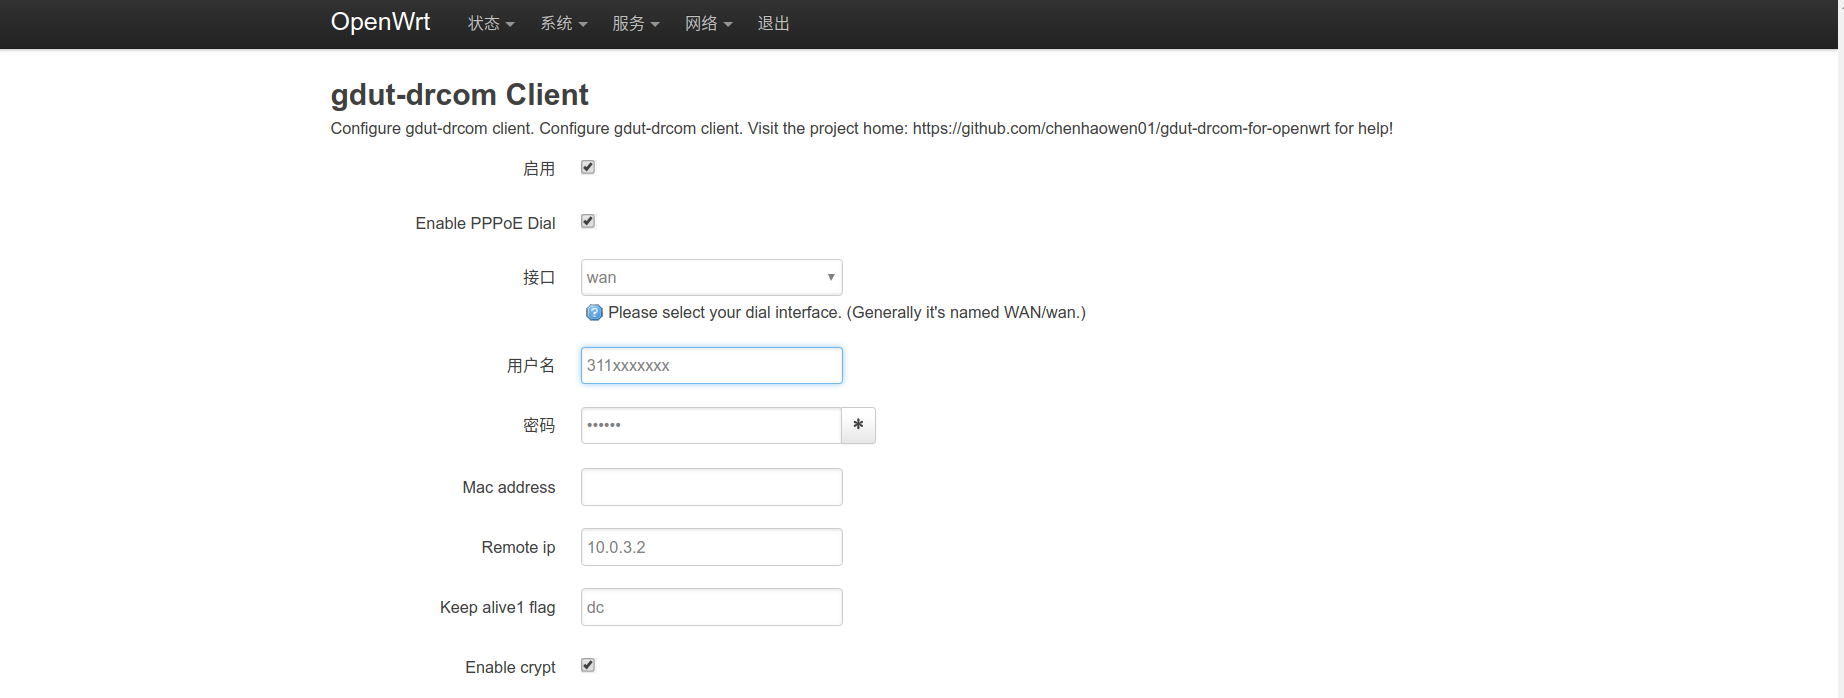 OpenWrt 状态 系统 服务 网络 退出
gdut-drcom Client
Configure gdut-drcom client. Configure gdut-drcom client. Visit the project home: https://github.com/chenhaowen01/gdut-drcom-for-openwrt for help!
启用
Enable PPPoE Dial
接口 wan
Please select your dial interface. (Generally it's named WAN/wan.)
用户名 311xxxxxxx
密码 •••••• *
Mac address
Remote ip 10.0.3.2
Keep alive1 flag dc
Enable crypt